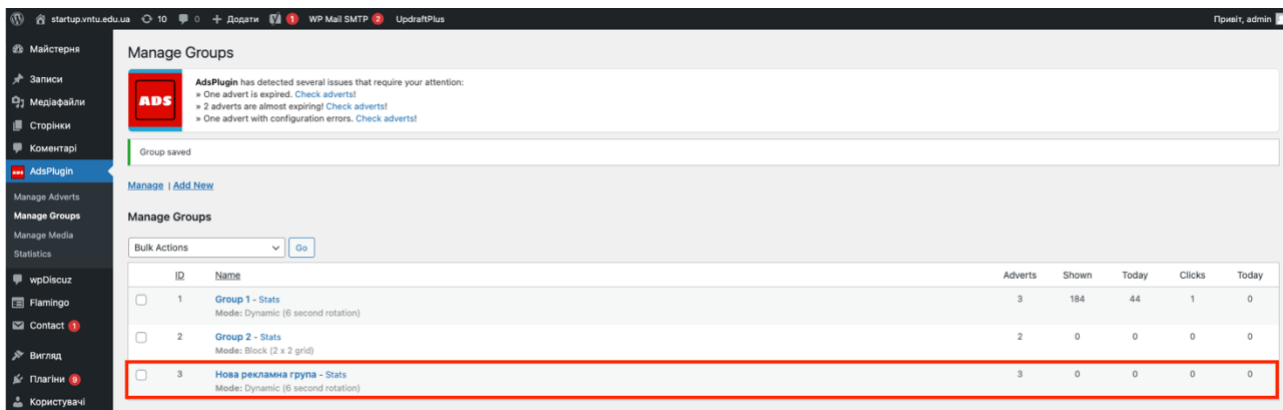 startup.vntu.edu.ua 10 0 + Додати 1 WP Mail SMTP 2 UpdraftPlus Привіт, admin
Майстерня
Записи
Медіафайли
Сторінки
Коментарі
ADS AdsPlugin
Manage Adverts
Manage Groups
Manage Media
Statistics
wpDiscuz
Flamingo
Contact 1
Вигляд
Плагіни 9
Користувачі
Manage Groups
ADS
AdsPlugin has detected several issues that require your attention:
» One advert is expired. Check adverts!
» 2 adverts are almost expiring! Check adverts!
» One advert with configuration errors. Check adverts!
Group saved
Manage | Add New
Manage Groups
Bulk Actions Go
ID Name Adverts Shown Today Clicks Today
1 Group 1 - Stats 3 184 44 1 0
Mode: Dynamic (6 second rotation)
2 Group 2 - Stats 2 0 0 0 0
Mode: Block (2 x 2 grid)
3 Нова рекламна група - Stats 3 0 0 0 0
Mode: Dynamic (6 second rotation)